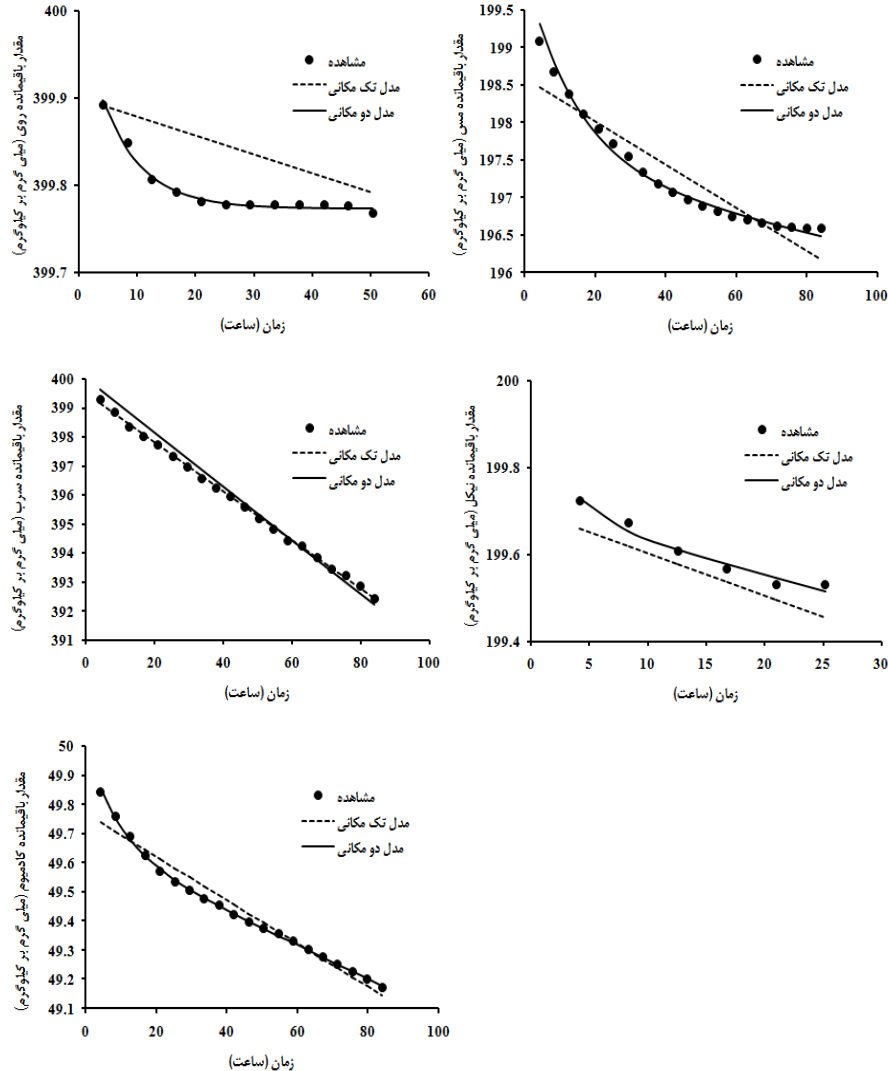 400
399.9
399.8
399.7
0 10 20 30 40 50 60
مقدار باقیمانده روی (میلی گرم بر کیلوگرم)
زمان (ساعت)
مشاهده
مدل تک مکانی
مدل دو مکانی
199.5
199
198.5
198
197.5
197
196.5
196
0 20 40 60 80 100
مقدار باقیمانده مس (میلی گرم بر کیلوگرم)
زمان (ساعت)
مشاهده
مدل تک مکانی
مدل دو مکانی
400
399
398
397
396
395
394
393
392
391
0 20 40 60 80 100
مقدار باقیمانده سرب (میلی گرم بر کیلوگرم)
زمان (ساعت)
مشاهده
مدل تک مکانی
مدل دو مکانی
200
199.8
199.6
199.4
0 5 10 15 20 25 30
مقدار باقیمانده نیکل (میلی گرم بر کیلوگرم)
زمان (ساعت)
مشاهده
مدل تک مکانی
مدل دو مکانی
50
49.9
49.8
49.7
49.6
49.5
49.4
49.3
49.2
49.1
0 20 40 60 80 100
مقدار باقیمانده کادمیوم (میلی گرم بر کیلوگرم)
زمان (ساعت)
مشاهده
مدل تک مکانی
مدل دو مکانی